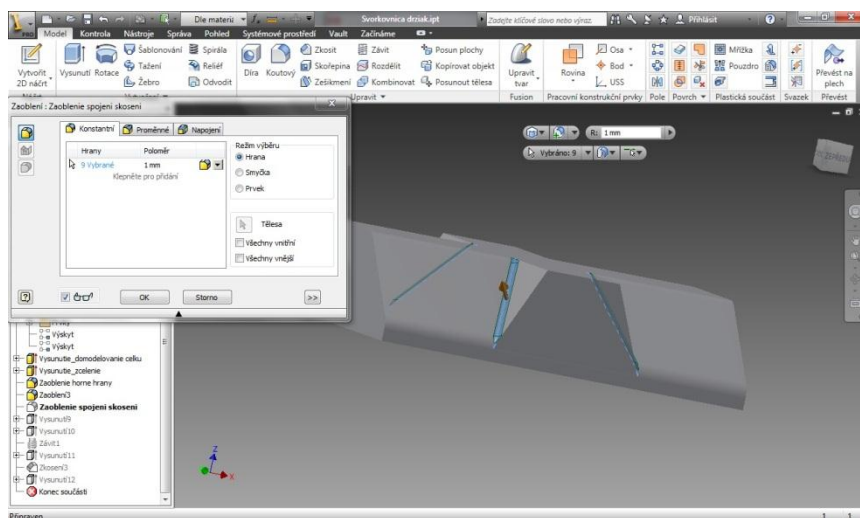 PRO
Dle materiálu
Svorkovnica drziak.ipt
Zadejte klíčové slovo nebo výraz.
Přihlásit
Model Kontrola Nástroje Správa Pohled Systémové prostředí Vault Začínáme
Vytvořit 2D náčrt
Vysunutí Rotace
Šablonování Spirála
Tažení Reliéf
Žebro Odvodit
Díra Koutový
Zkosit Závit Posun plochy
Skořepina Rozdělit Kopírovat objekt
Zešikmení Kombinovat Posunout tělesa
Upravit tvar
Rovina
Osa
Bod
USS
Mřížka
Pouzdro
Převést na plech
Upravit Fusion Pracovní konstrukční prvky Pole Povrch Plastická součást Svazek Převést
Zaoblení : Zaoblenie spojeni skoseni
Konstantní Proměnné Napojení
Hrany Poloměr
9 Vybrané 1 mm
Klepněte pro přidání
Režim výběru
Hrana
Smyčka
Prvek
Tělesa
Všechny vnitřní
Všechny vnější
OK Storno >>
R: 1 mm
Vybráno: 9
Výskyt
Výskyt
Vysunutie_domodelovanie celku
Vysunutie_zcelenie
Zaoblenie horne hrany
Zaoblení3
Zaoblenie spojeni skoseni
Vysunutí9
Vysunutí10
Závit1
Vysunutí11
Zkosení3
Vysunutí12
Konec součásti
Z
X
Připraven
1 1